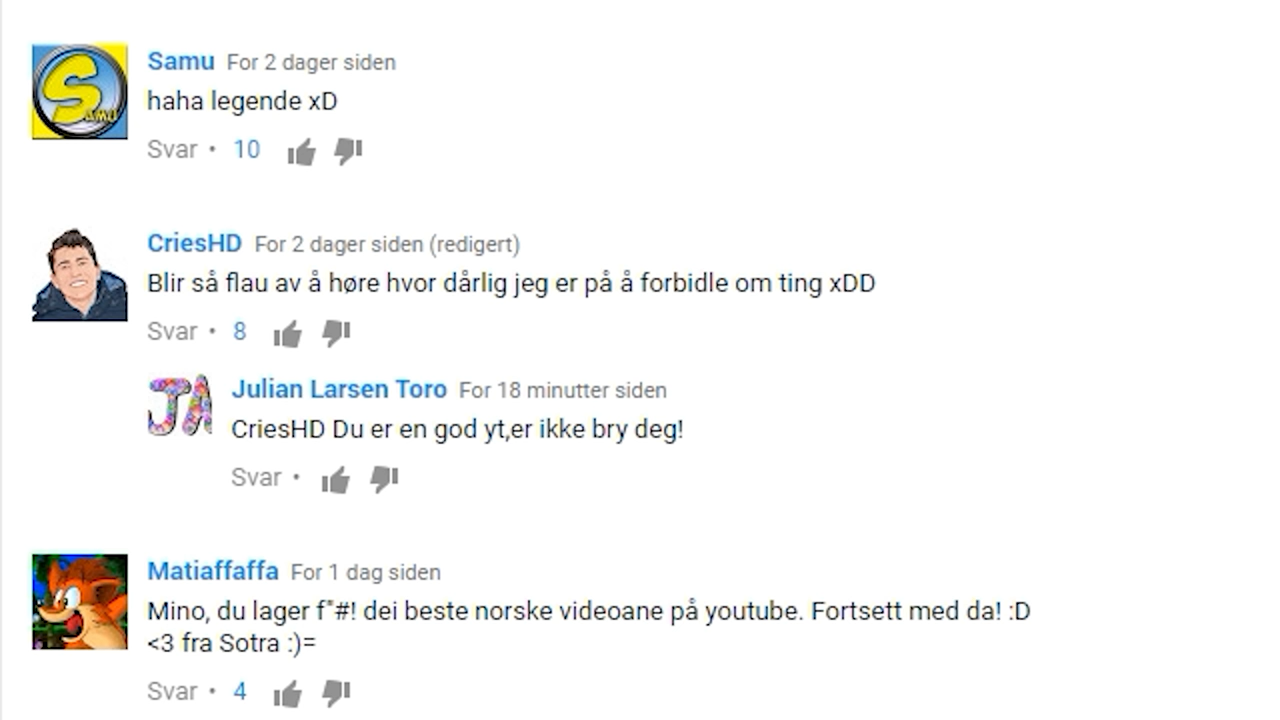 Samu For 2 dager siden
haha legende xD
Svar • 10
CriesHD For 2 dager siden (redigert)
Blir så flau av å høre hvor dårlig jeg er på å forbidle om ting xDD
Svar • 8
JA
Julian Larsen Toro For 18 minutter siden
CriesHD Du er en god yt,er ikke bry deg!
Svar •
Matiaffaffa For 1 dag siden
Mino, du lager f"#! dei beste norske videoane på youtube. Fortsett med da! :D
<3 fra Sotra :)=
Svar • 4